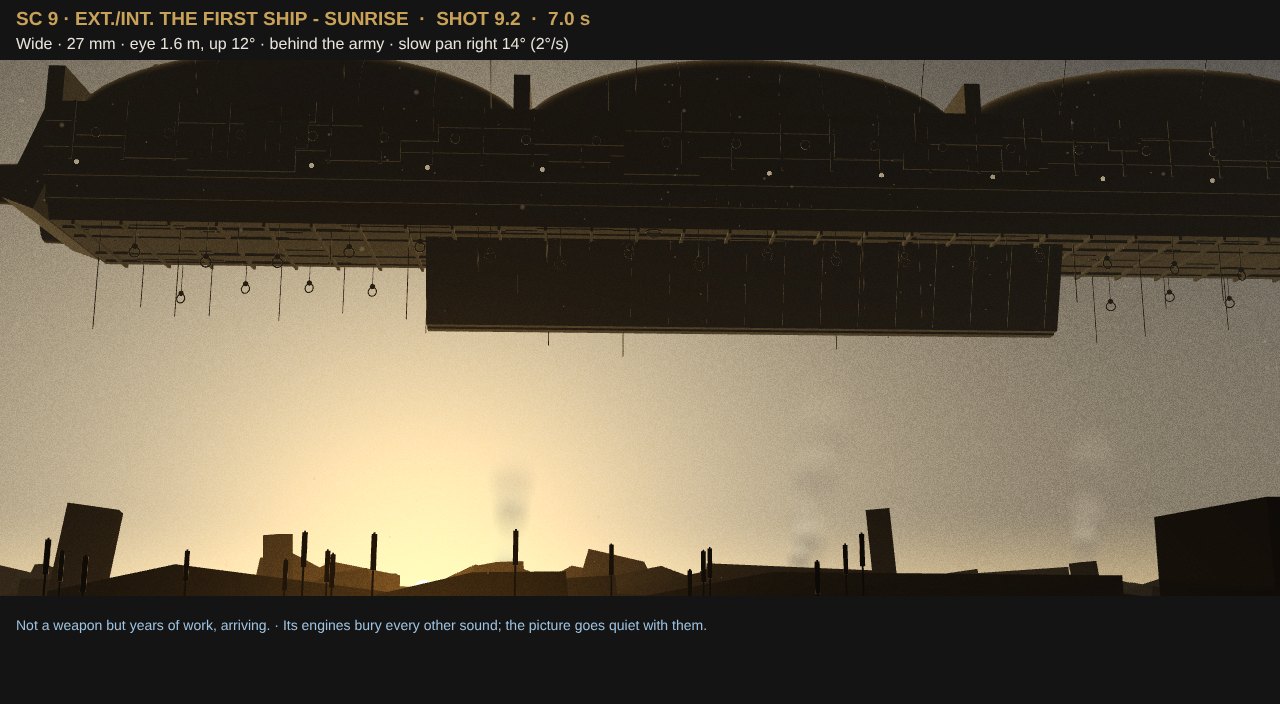 SC 9 · EXT./INT. THE FIRST SHIP - SUNRISE · SHOT 9.2 · 7.0 s
Wide · 27 mm · eye 1.6 m, up 12° · behind the army · slow pan right 14° (2°/s)
Not a weapon but years of work, arriving. · Its engines bury every other sound; the picture goes quiet with them.